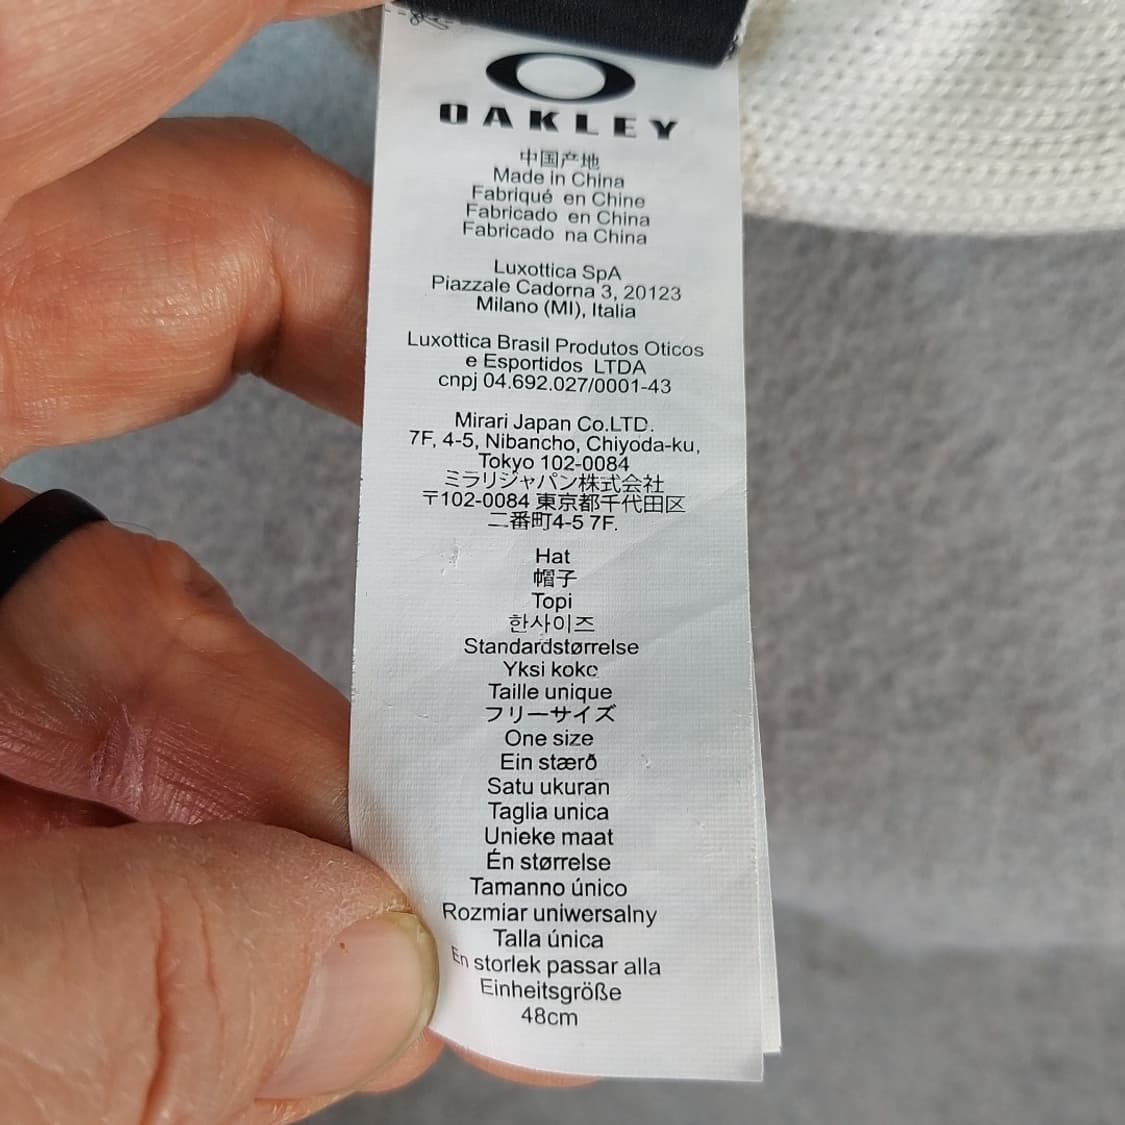 OAKLEY
中国产地
Made in China
Fabriqué en Chine
Fabricado en China
Fabricado na China
Luxottica SpA
Piazzale Cadorna 3, 20123
Milano (MI), Italia
Luxottica Brasil Produtos Oticos
e Esportidos LTDA
cnpj 04.692.027/0001-43
Mirari Japan Co.LTD.
7F, 4-5, Nibancho, Chiyoda-ku,
Tokyo 102-0084
ミラリジャパン株式会社
〒102-0084 東京都千代田区
二番町4-5 7F.
Hat
帽子
Topi
한사이즈
Standardstørrelse
Yksi koko
Taille unique
フリーサイズ
One size
Ein stærð
Satu ukuran
Taglia unica
Unieke maat
Én størrelse
Tamanno único
Rozmiar uniwersalny
Talla única
En storlek passar alla
Einheitsgröße
48cm